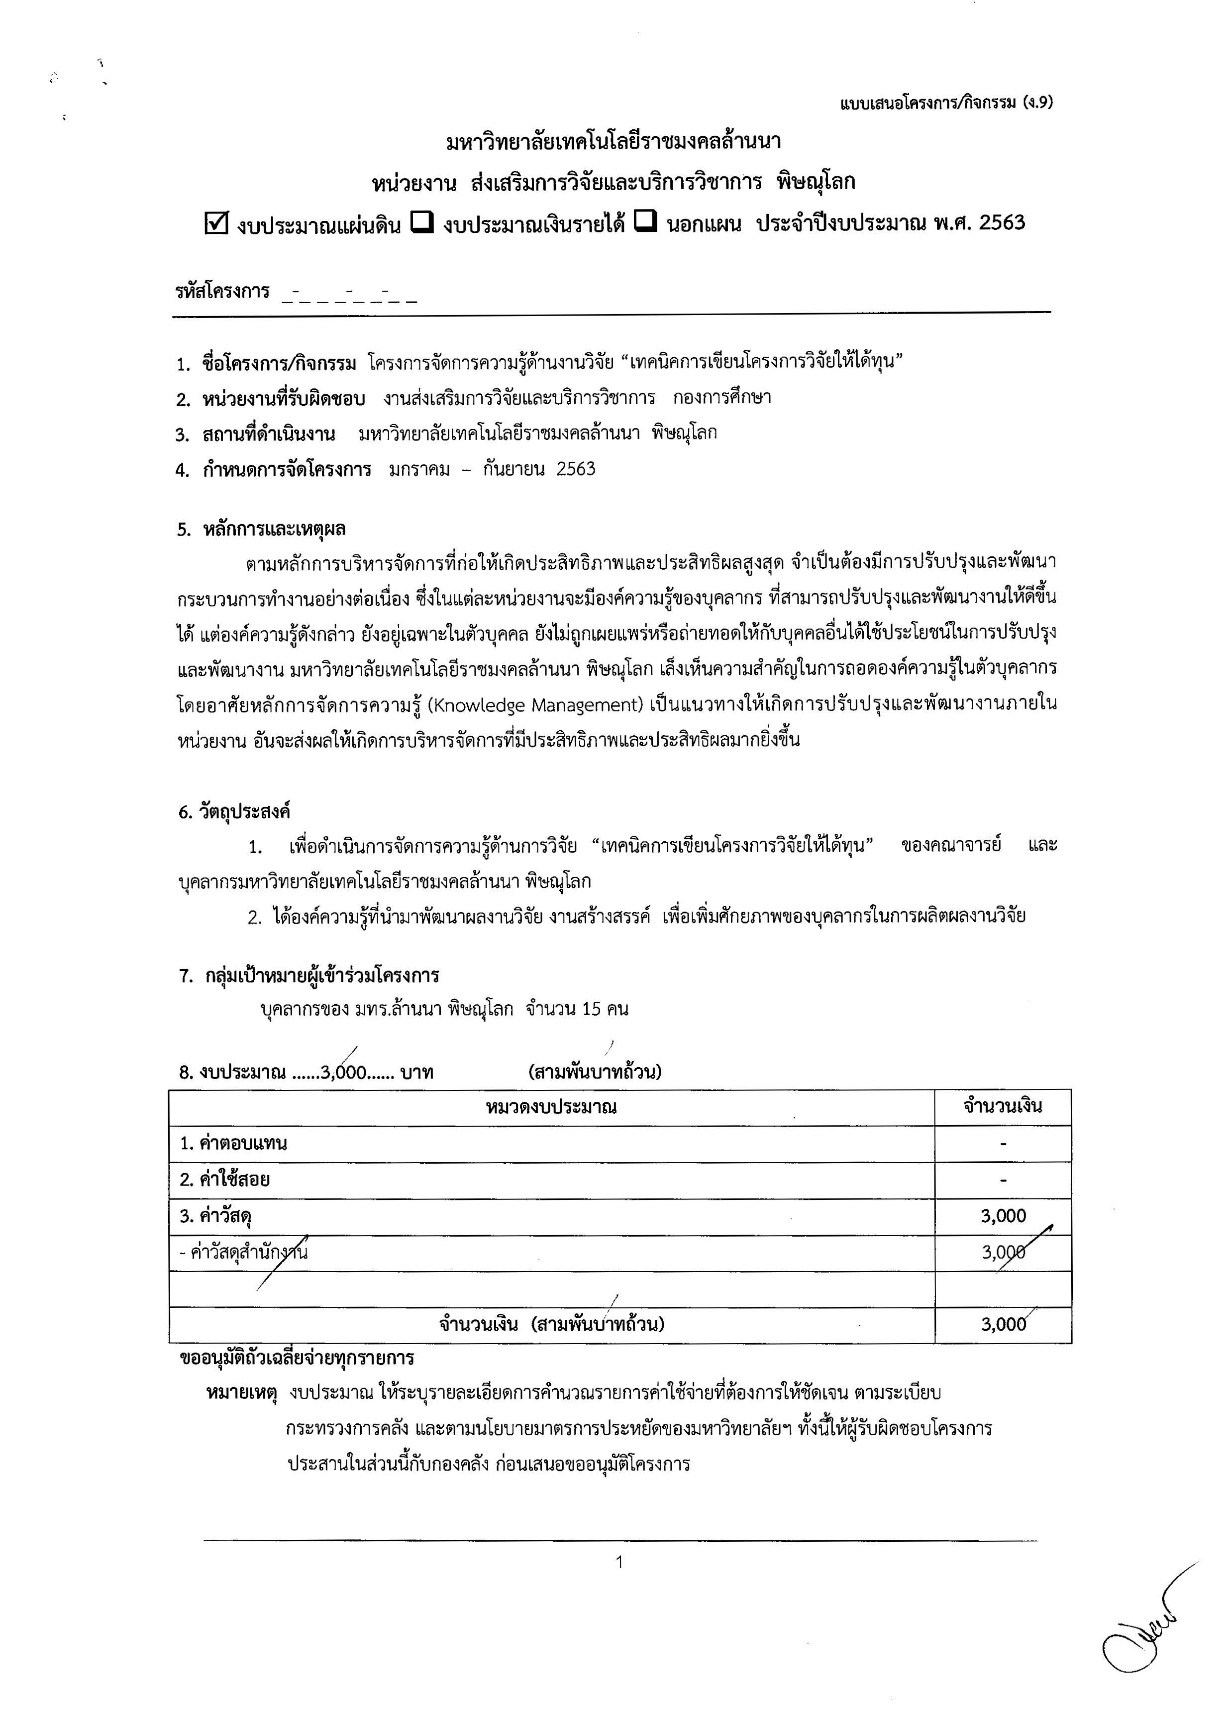 แบบเสนอโครงการ/กิจกรรม (ง.9)
มหาวิทยาลัยเทคโนโลยีราชมงคลล้านนา
หน่วยงาน ส่งเสริมการวิจัยและบริการวิชาการ พิษณุโลก
☑ งบประมาณแผ่นดิน ❏ งบประมาณเงินรายได้ ❏ นอกแผน ประจำปีงบประมาณ พ.ศ. 2563
รหัสโครงการ _-_ _ _-_ _-_ _
1. ชื่อโครงการ/กิจกรรม โครงการจัดการความรู้ด้านงานวิจัย “เทคนิคการเขียนโครงการวิจัยให้ได้ทุน”
2. หน่วยงานที่รับผิดชอบ งานส่งเสริมการวิจัยและบริการวิชาการ กองการศึกษา
3. สถานที่ดำเนินงาน มหาวิทยาลัยเทคโนโลยีราชมงคลล้านนา พิษณุโลก
4. กำหนดการจัดโครงการ มกราคม – กันยายน 2563
5. หลักการและเหตุผล
ตามหลักการบริหารจัดการที่ก่อให้เกิดประสิทธิภาพและประสิทธิผลสูงสุด จำเป็นต้องมีการปรับปรุงและพัฒนา
กระบวนการทำงานอย่างต่อเนื่อง ซึ่งในแต่ละหน่วยงานจะมีองค์ความรู้ของบุคลากร ที่สามารถปรับปรุงและพัฒนางานให้ดีขึ้น
ได้ แต่องค์ความรู้ดังกล่าว ยังอยู่เฉพาะในตัวบุคคล ยังไม่ถูกเผยแพร่หรือถ่ายทอดให้กับบุคคลอื่นได้ใช้ประโยชน์ในการปรับปรุง
และพัฒนางาน มหาวิทยาลัยเทคโนโลยีราชมงคลล้านนา พิษณุโลก เล็งเห็นความสำคัญในการถอดองค์ความรู้ในตัวบุคลากร
โดยอาศัยหลักการจัดการความรู้ (Knowledge Management) เป็นแนวทางให้เกิดการปรับปรุงและพัฒนางานภายใน
หน่วยงาน อันจะส่งผลให้เกิดการบริหารจัดการที่มีประสิทธิภาพและประสิทธิผลมากยิ่งขึ้น
6. วัตถุประสงค์
1. เพื่อดำเนินการจัดการความรู้ด้านการวิจัย “เทคนิคการเขียนโครงการวิจัยให้ได้ทุน” ของคณาจารย์ และ
บุคลากรมหาวิทยาลัยเทคโนโลยีราชมงคลล้านนา พิษณุโลก
2. ได้องค์ความรู้ที่นำมาพัฒนาผลงานวิจัย งานสร้างสรรค์ เพื่อเพิ่มศักยภาพของบุคลากรในการผลิตผลงานวิจัย
7. กลุ่มเป้าหมายผู้เข้าร่วมโครงการ
บุคลากรของ มทร.ล้านนา พิษณุโลก จำนวน 15 คน
8. งบประมาณ ......3,000...... บาท (สามพันบาทถ้วน)
หมวดงบประมาณ จำนวนเงิน
1. ค่าตอบแทน -
2. ค่าใช้สอย -
3. ค่าวัสดุ 3,000
- ค่าวัสดุสำนักงาน 3,000
จำนวนเงิน (สามพันบาทถ้วน) 3,000
ขออนุมัติถัวเฉลี่ยจ่ายทุกรายการ
หมายเหตุ งบประมาณ ให้ระบุรายละเอียดการคำนวณรายการค่าใช้จ่ายที่ต้องการให้ชัดเจน ตามระเบียบ
กระทรวงการคลัง และตามนโยบายมาตรการประหยัดของมหาวิทยาลัยฯ ทั้งนี้ให้ผู้รับผิดชอบโครงการ
ประสานในส่วนนี้กับกองคลัง ก่อนเสนอขออนุมัติโครงการ
1